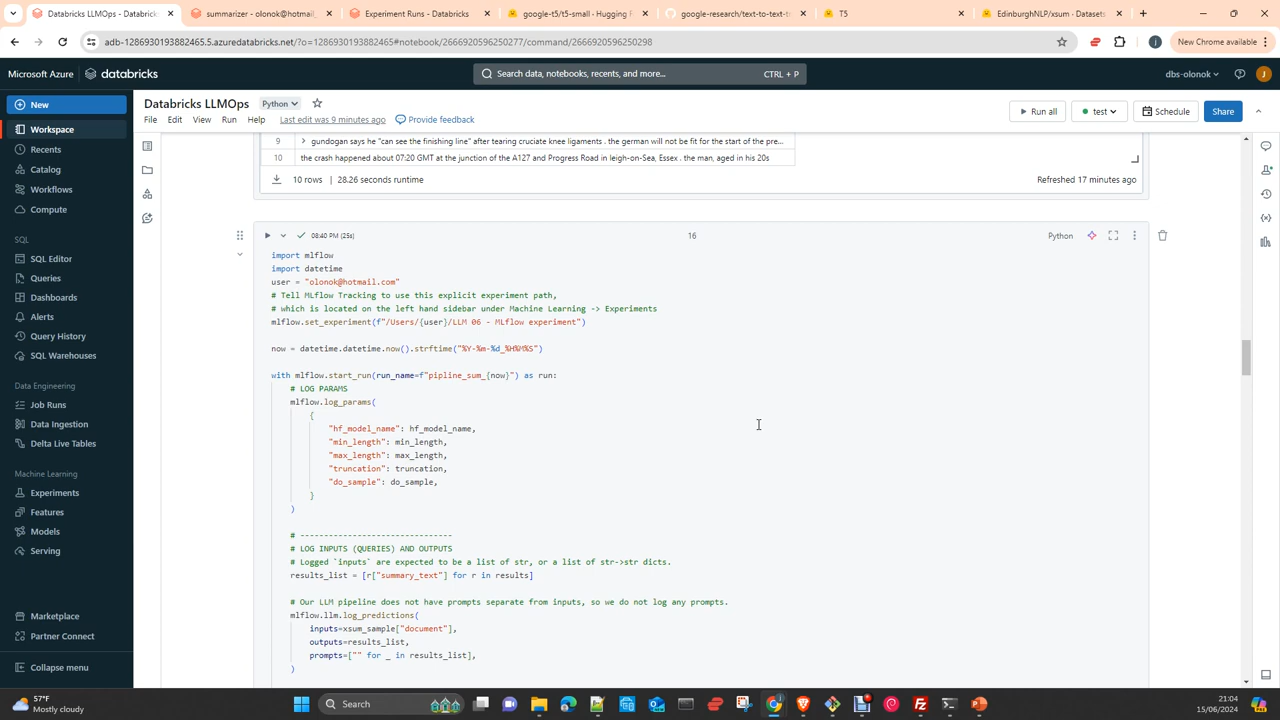 Databricks LLMOps
summarizer - olonok@hotmail_
Experiment Runs - Databricks
google-t5/t5-small · Hugging F
google-research/text-to-text-tr
T5
EdinburghNLP/xsum · Datasets
adb-1286930193882465.5.azuredatabricks.net/?o=1286930193882465#notebook/2666920596250277/command/2666920596250298
New Chrome available
Microsoft Azure
databricks
Search data, notebooks, recents, and more...
CTRL + P
dbs-olonok
J
New
Workspace
Recents
Catalog
Workflows
Compute
SQL
SQL Editor
Queries
Dashboards
Alerts
Query History
SQL Warehouses
Data Engineering
Job Runs
Data Ingestion
Delta Live Tables
Machine Learning
Experiments
Features
Models
Serving
Marketplace
Partner Connect
Collapse menu
Databricks LLMOps
Python
File Edit View Run Help Last edit was 9 minutes ago Provide feedback
Run all
test
Schedule
Share
9 gundogan says he "can see the finishing line" after tearing cruciate knee ligaments . the german will not be fit for the start of the pre...
10 the crash happened about 07:20 GMT at the junction of the A127 and Progress Road in leigh-on-Sea, Essex . the man, aged in his 20s
10 rows | 28.26 seconds runtime
Refreshed 17 minutes ago
08:40 PM (25s)
16
Python
import mlflow
import datetime
user = "olonok@hotmail.com"
# Tell MLflow Tracking to use this explicit experiment path,
# which is located on the left hand sidebar under Machine Learning -> Experiments
mlflow.set_experiment(f"/Users/{user}/LLM 06 - MLflow experiment")
now = datetime.datetime.now().strftime("%Y-%m-%d_%H%M%S")
with mlflow.start_run(run_name=f"pipline_sum_{now}") as run:
# LOG PARAMS
mlflow.log_params(
{
"hf_model_name": hf_model_name,
"min_length": min_length,
"max_length": max_length,
"truncation": truncation,
"do_sample": do_sample,
}
)
# --------------------------------
# LOG INPUTS (QUERIES) AND OUTPUTS
# Logged `inputs` are expected to be a list of str, or a list of str->str dicts.
results_list = [r["summary_text"] for r in results]
# Our LLM pipeline does not have prompts separate from inputs, so we do not log any prompts.
mlflow.llm.log_predictions(
inputs=xsum_sample["document"],
outputs=results_list,
prompts=["" for _ in results_list],
)
57°F
Mostly cloudy
Search
21:04
15/06/2024